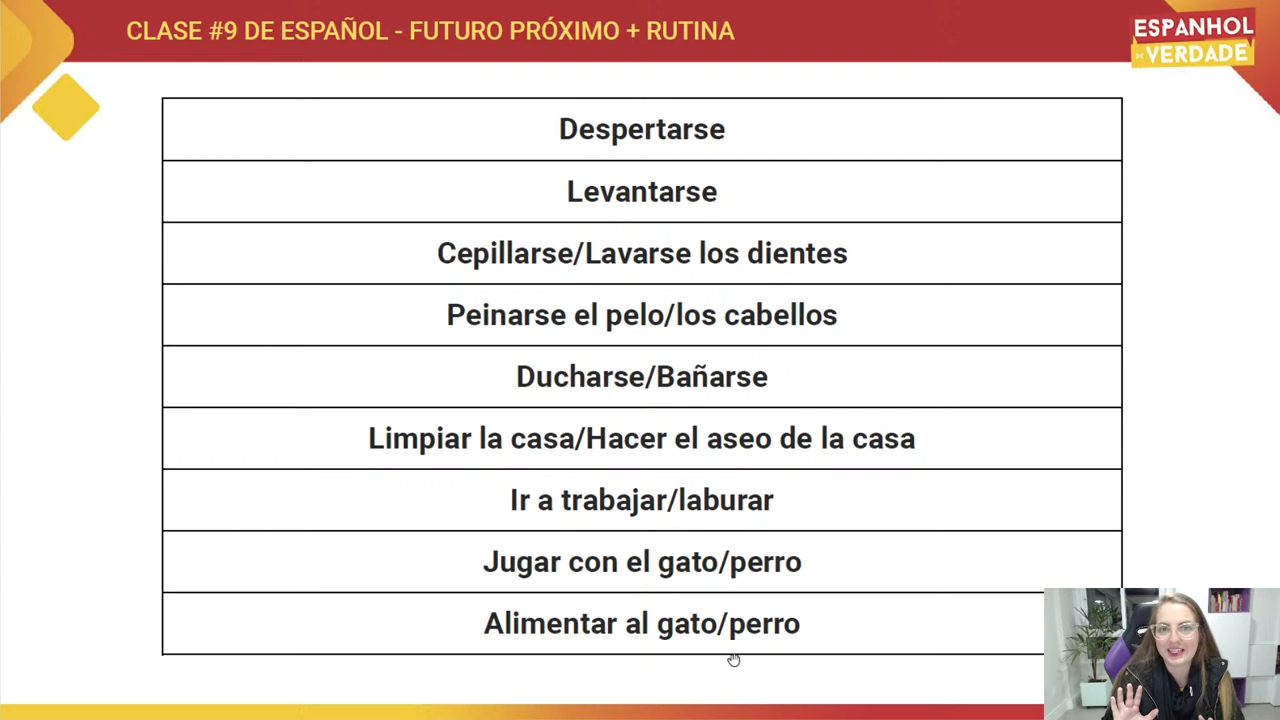 CLASE #9 DE ESPAÑOL - FUTURO PRÓXIMO + RUTINA
ESPANHOL
DE VERDADE
Despertarse
Levantarse
Cepillarse/Lavarse los dientes
Peinarse el pelo/los cabellos
Ducharse/Bañarse
Limpiar la casa/Hacer el aseo de la casa
Ir a trabajar/laburar
Jugar con el gato/perro
Alimentar al gato/perro